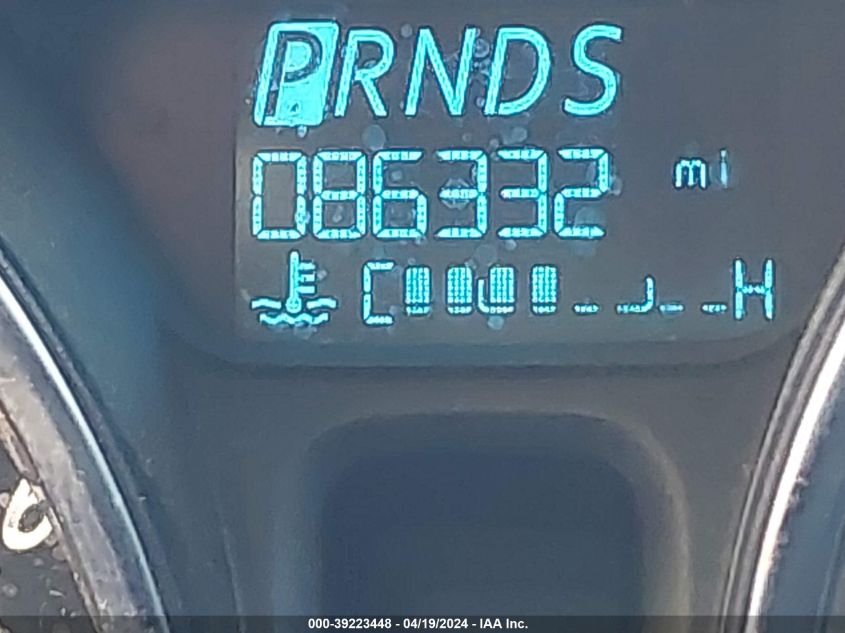 PRNDS
086332 mi
C H
000-39223448 - 04/19/2024 - IAA Inc.